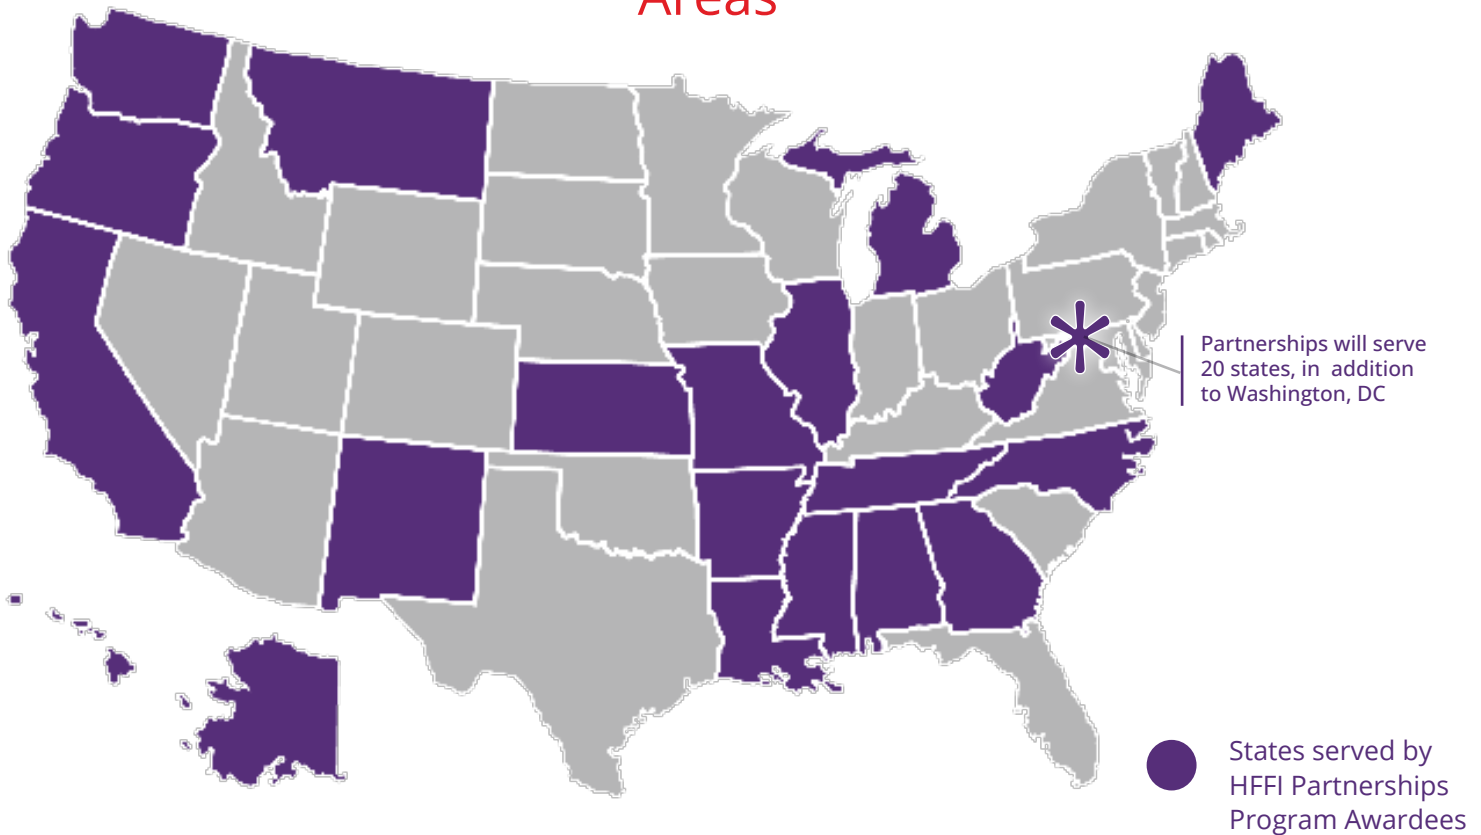 Areas
Partnerships will serve
20 states, in addition
to Washington, DC
States served by
HFFI Partnerships
Program Awardees